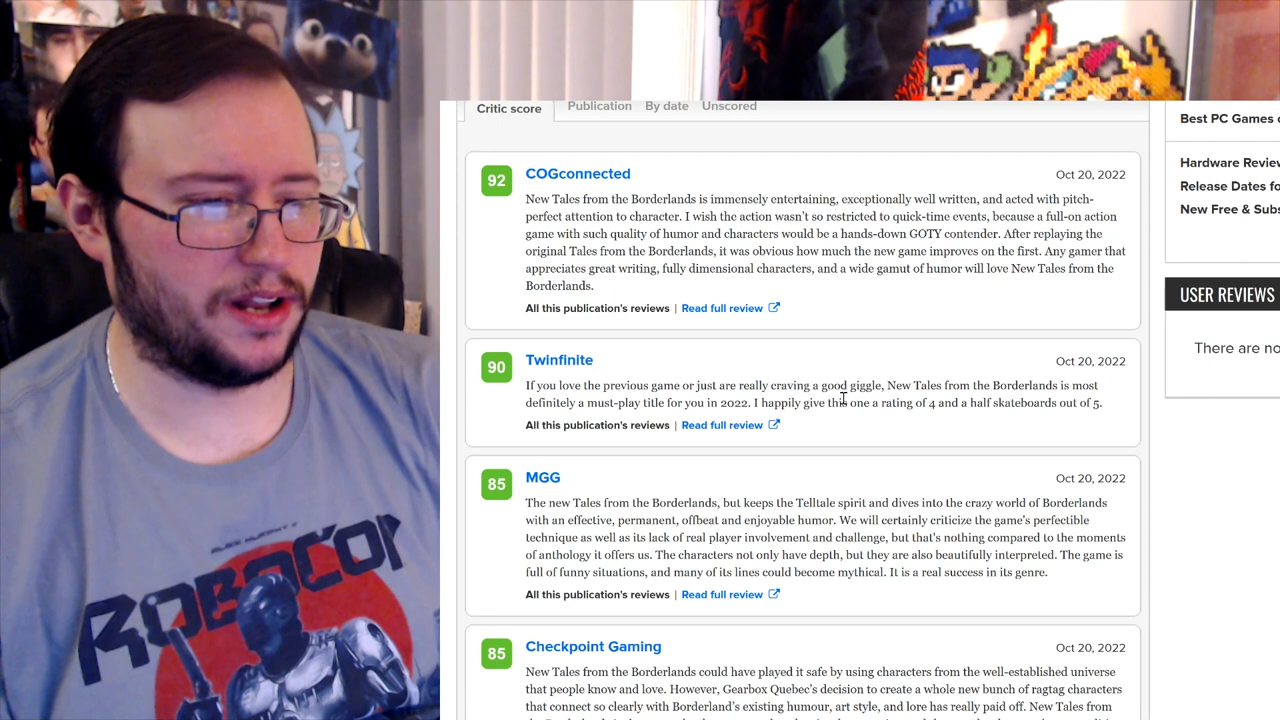 Critic score
Publication
By date
Unscored
92
COGconnected
Oct 20, 2022
New Tales from the Borderlands is immensely entertaining, exceptionally well written, and acted with pitch-
perfect attention to character. I wish the action wasn't so restricted to quick-time events, because a full-on action
game with such quality of humor and characters would be a hands-down GOTY contender. After replaying the
original Tales from the Borderlands, it was obvious how much the new game improves on the first. Any gamer that
appreciates great writing, fully dimensional characters, and a wide gamut of humor will love New Tales from the
Borderlands.
All this publication's reviews | Read full review
90
Twinfinite
Oct 20, 2022
If you love the previous game or just are really craving a good giggle, New Tales from the Borderlands is most
definitely a must-play title for you in 2022. I happily give this one a rating of 4 and a half skateboards out of 5.
All this publication's reviews | Read full review
85
MGG
Oct 20, 2022
The new Tales from the Borderlands, but keeps the Telltale spirit and dives into the crazy world of Borderlands
with an effective, permanent, offbeat and enjoyable humor. We will certainly criticize the game's perfectible
technique as well as its lack of real player involvement and challenge, but that's nothing compared to the moments
of anthology it offers us. The characters not only have depth, but they are also beautifully interpreted. The game is
full of funny situations, and many of its lines could become mythical. It is a real success in its genre.
All this publication's reviews | Read full review
85
Checkpoint Gaming
Oct 20, 2022
New Tales from the Borderlands could have played it safe by using characters from the well-established universe
that people know and love. However, Gearbox Quebec's decision to create a whole new bunch of ragtag characters
that connect so clearly with Borderland's existing humour, art style, and lore has really paid off. New Tales from
Best PC Games
Hardware Review
Release Dates fo
New Free & Subs
USER REVIEWS
There are no
ALEX MURPHY IS
ROBOCOP